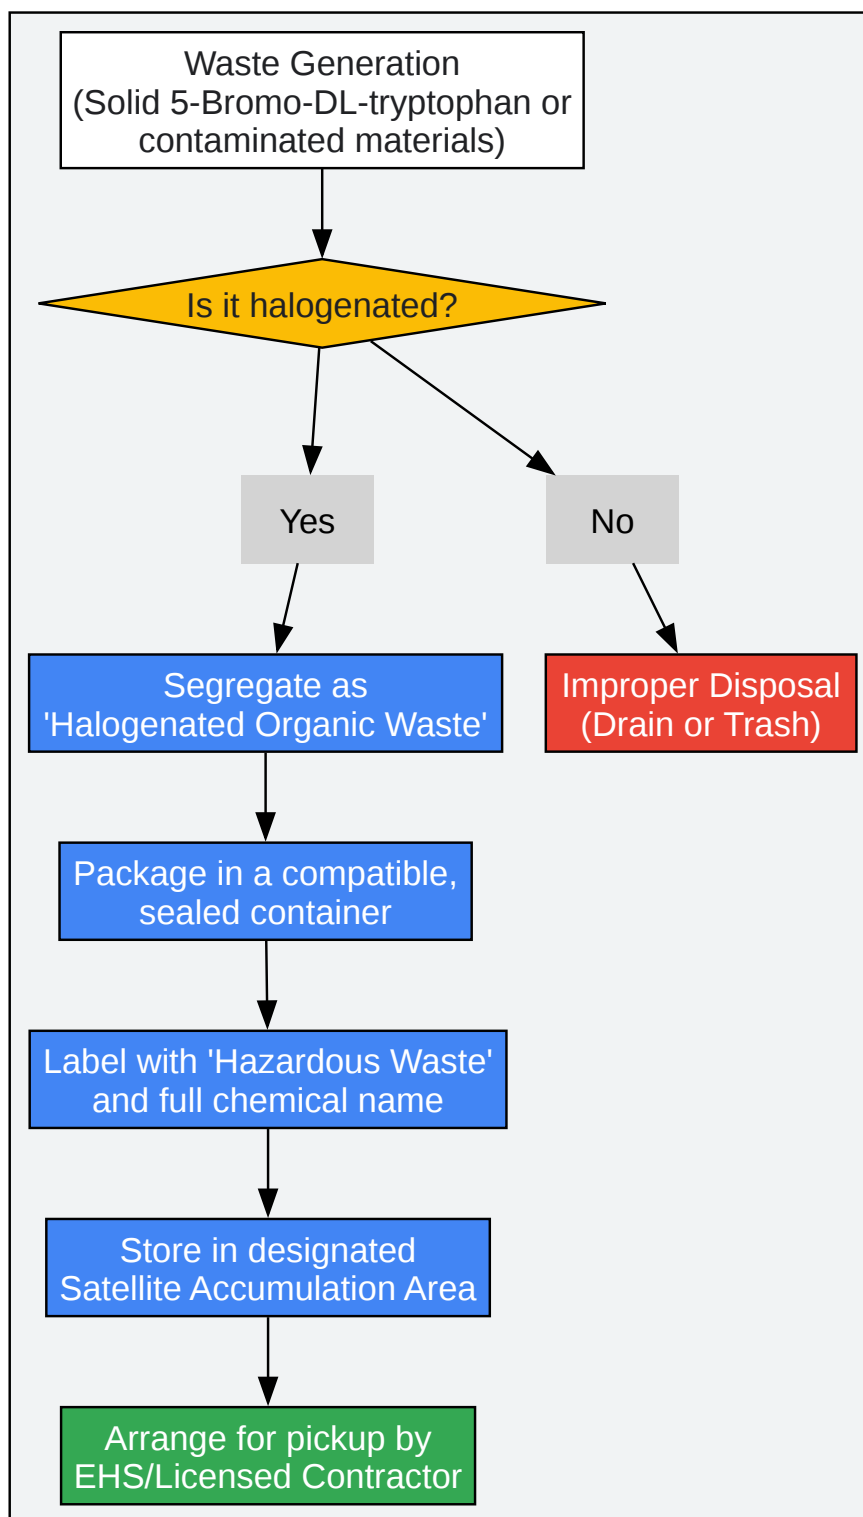 Waste Generation
(Solid 5-Bromo-DL-tryptophan or
contaminated materials)
Is it halogenated?
Yes
No
Segregate as
'Halogenated Organic Waste'
Improper Disposal
(Drain or Trash)
Package in a compatible,
sealed container
Label with 'Hazardous Waste'
and full chemical name
Store in designated
Satellite Accumulation Area
Arrange for pickup by
EHS/Licensed Contractor